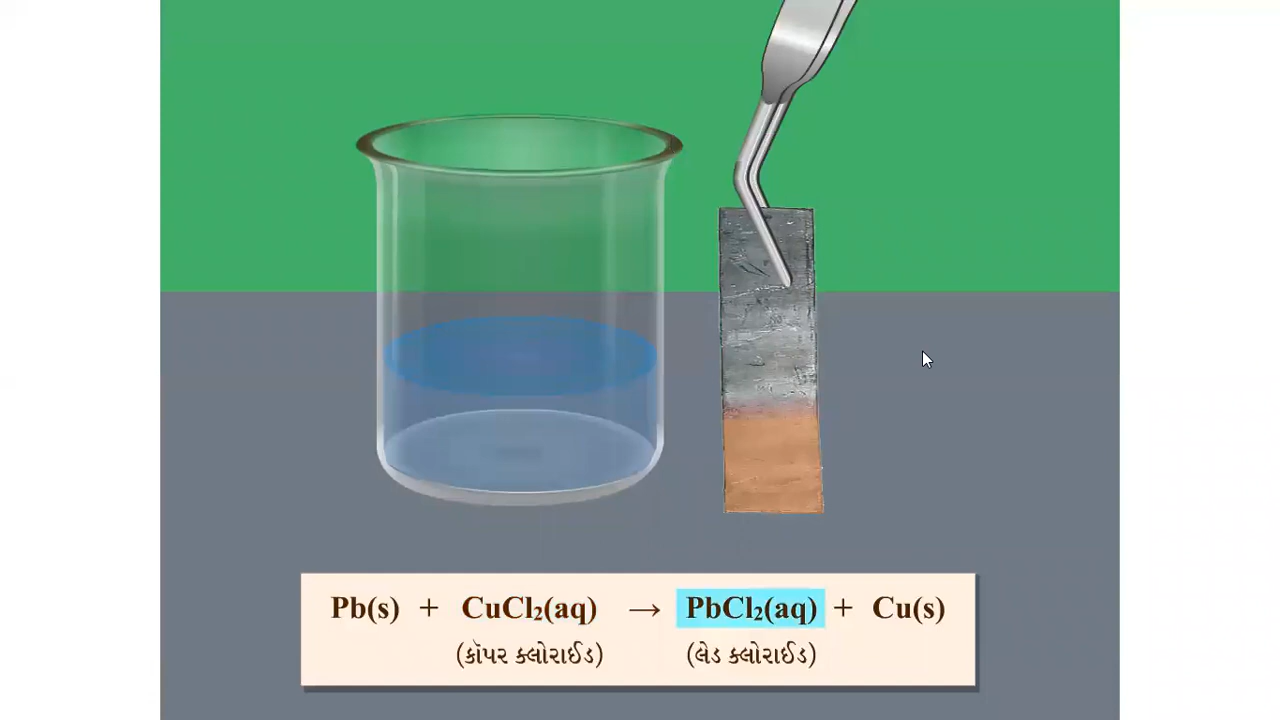 Pb(s) + CuCl₂(aq) → PbCl₂(aq) + Cu(s)
(કૉપર ક્લોરાઈડ) (લેડ ક્લોરાઈડ)